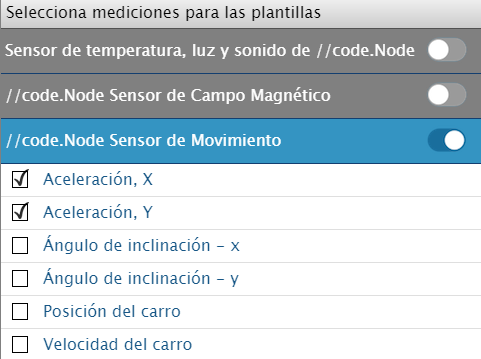 Selecciona mediciones para las plantillas
Sensor de temperatura, luz y sonido de //code.Node
//code.Node Sensor de Campo Magnético
//code.Node Sensor de Movimiento
Aceleración, X
Aceleración, Y
Ángulo de inclinación - x
Ángulo de inclinación - y
Posición del carro
Velocidad del carro